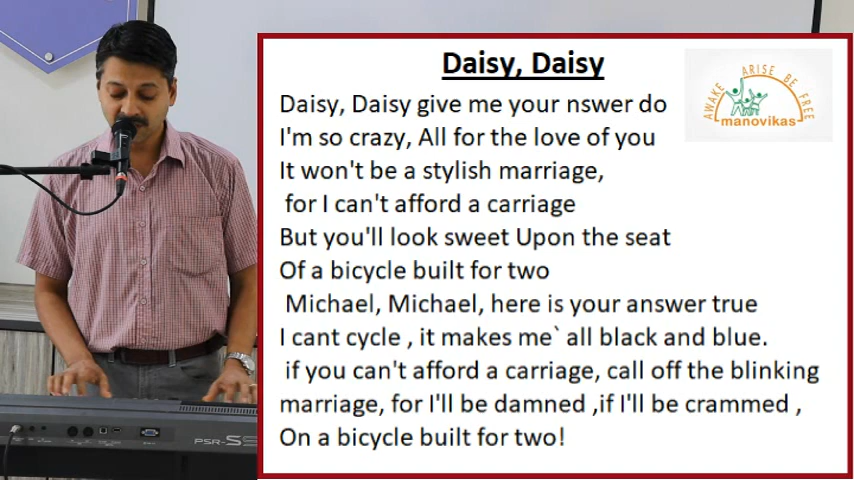 Daisy, Daisy
Daisy, Daisy give me your nswer do
I'm so crazy, All for the love of you
It won't be a stylish marriage,
for I can't afford a carriage
But you'll look sweet Upon the seat
Of a bicycle built for two
Michael, Michael, here is your answer true
I cant cycle , it makes me` all black and blue.
if you can't afford a carriage, call off the blinking
marriage, for I'll be damned ,if I'll be crammed ,
On a bicycle built for two!
AWAKE ARISE BE FREE
manovikas